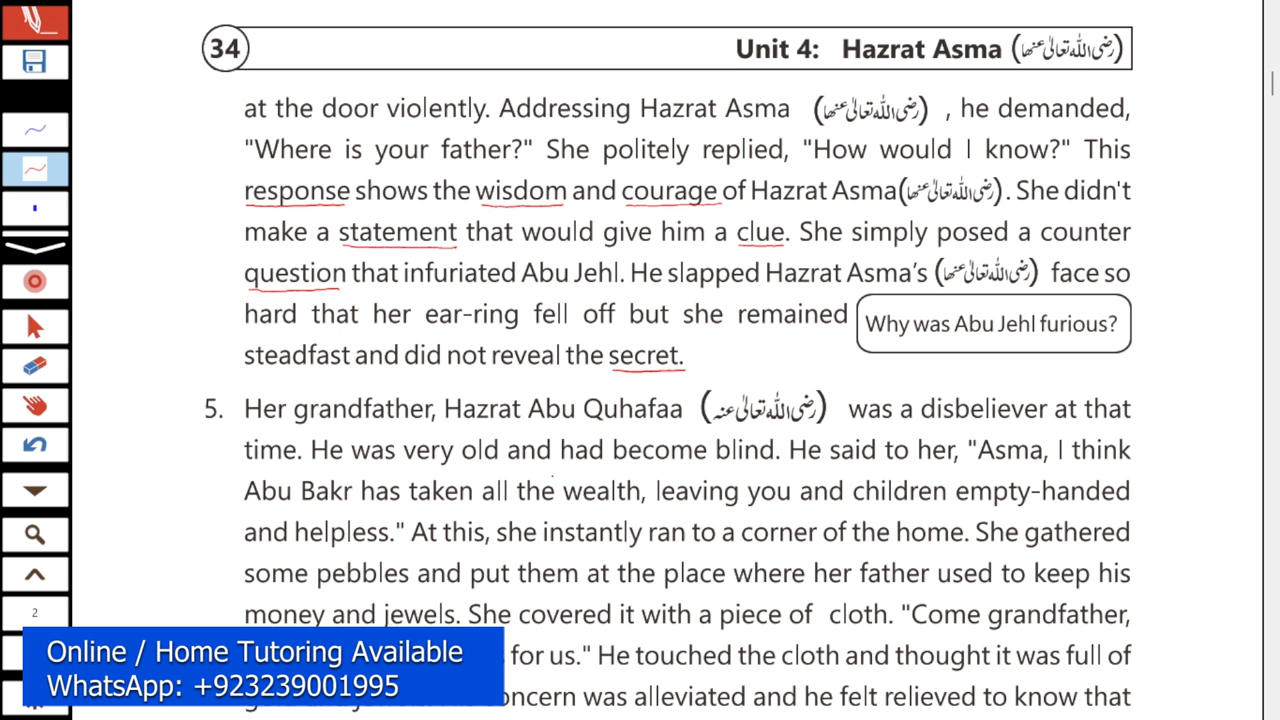 34
Unit 4: Hazrat Asma (رضی اللہ تعالیٰ عنھا)
at the door violently. Addressing Hazrat Asma (رضی اللہ تعالیٰ عنھا) , he demanded,
"Where is your father?" She politely replied, "How would I know?" This
response shows the wisdom and courage of Hazrat Asma(رضی اللہ تعالیٰ عنھا). She didn't
make a statement that would give him a clue. She simply posed a counter
question that infuriated Abu Jehl. He slapped Hazrat Asma’s (رضی اللہ تعالیٰ عنھا) face so
hard that her ear-ring fell off but she remained
steadfast and did not reveal the secret.
Why was Abu Jehl furious?
5. Her grandfather, Hazrat Abu Quhafaa (رضی اللہ تعالیٰ عنہ) was a disbeliever at that
time. He was very old and had become blind. He said to her, "Asma, I think
Abu Bakr has taken all the wealth, leaving you and children empty-handed
and helpless." At this, she instantly ran to a corner of the home. She gathered
some pebbles and put them at the place where her father used to keep his
money and jewels. She covered it with a piece of cloth. "Come grandfather,
for us." He touched the cloth and thought it was full of
was alleviated and he felt relieved to know that
2
Online / Home Tutoring Available
WhatsApp: +923239001995